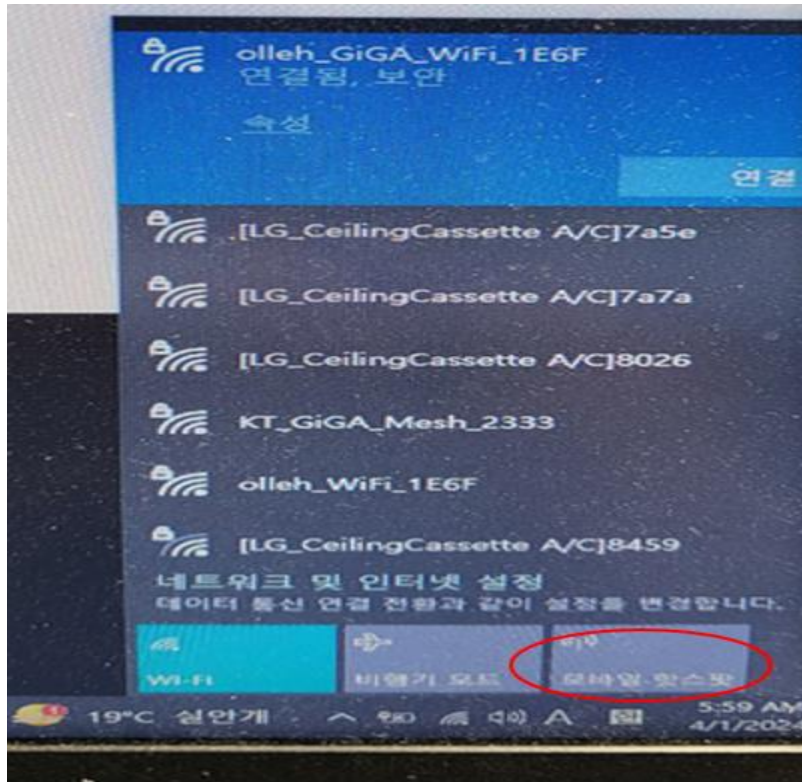 olleh_GiGA_WiFi_1E6F
연결됨, 보안
속성
연결
[LG_CeilingCassette A/C]7a5e
[LG_CeilingCassette A/C]7a7a
[LG_CeilingCassette A/C]8026
KT_GiGA_Mesh_2333
olleh_WiFi_1E6F
[LG_CeilingCassette A/C]8459
네트워크 및 인터넷 설정
데이터 통신 연결 전환과 같이 설정을 변경합니다.
Wi-Fi 비행기 모드 모바일 핫스팟
19°C 실안개 A 5:59 AM
4/1/2024